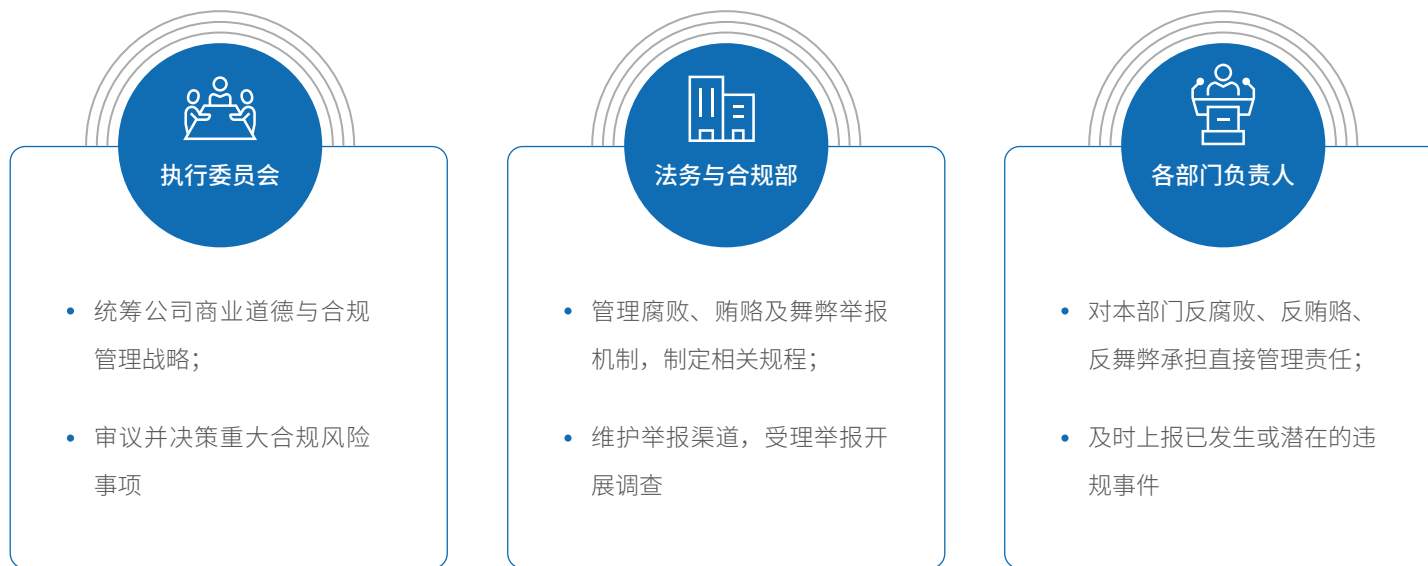 执行委员会
统筹公司商业道德与合规
管理战略；
审议并决策重大合规风险
事项
法务与合规部
管理腐败、贿赂及舞弊举报
机制，制定相关规程；
维护举报渠道，受理举报开
展调查
各部门负责人
对本部门反腐败、反贿赂、
反舞弊承担直接管理责任；
及时上报已发生或潜在的违
规事件